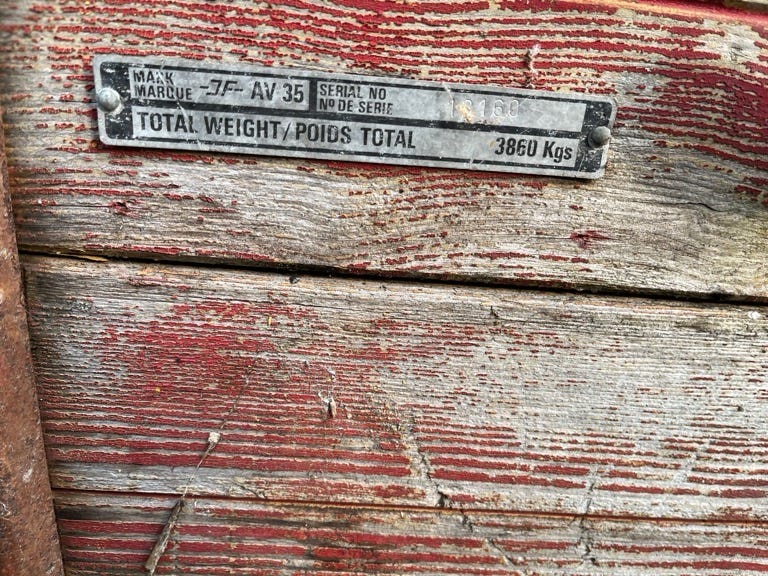 MARK
MARQUE JF AV 35
SERIAL NO
Nº DE SERIE
TOTAL WEIGHT/POIDS TOTAL 3860 Kgs